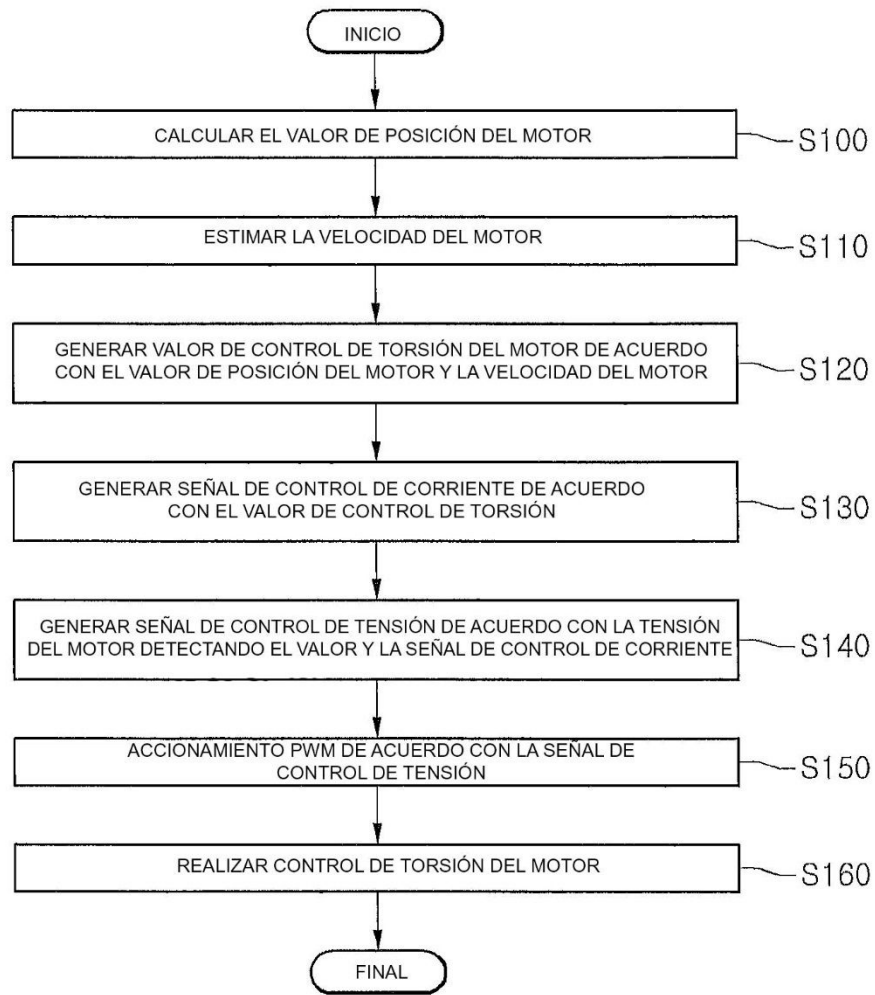 INICIO
CALCULAR EL VALOR DE POSICIÓN DEL MOTOR
S100
ESTIMAR LA VELOCIDAD DEL MOTOR
S110
GENERAR VALOR DE CONTROL DE TORSIÓN DEL MOTOR DE ACUERDO
CON EL VALOR DE POSICIÓN DEL MOTOR Y LA VELOCIDAD DEL MOTOR
S120
GENERAR SEÑAL DE CONTROL DE CORRIENTE DE ACUERDO
CON EL VALOR DE CONTROL DE TORSIÓN
S130
GENERAR SEÑAL DE CONTROL DE TENSIÓN DE ACUERDO CON LA TENSIÓN
DEL MOTOR DETECTANDO EL VALOR Y LA SEÑAL DE CONTROL DE CORRIENTE
S140
ACCIONAMIENTO PWM DE ACUERDO CON LA SEÑAL DE
CONTROL DE TENSIÓN
S150
REALIZAR CONTROL DE TORSIÓN DEL MOTOR
S160
FINAL